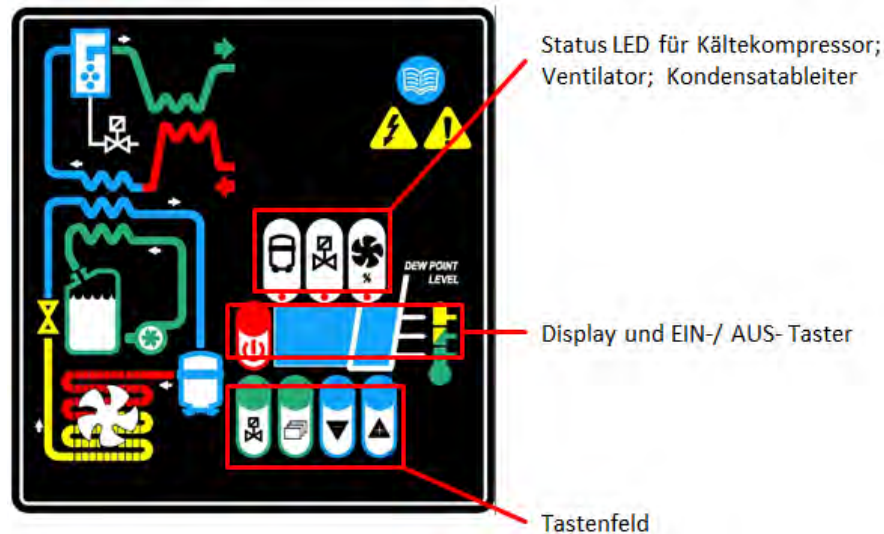 Status LED für Kältekompressor;
Ventilator; Kondensatableiter
%
DEW POINT
LEVEL
Display und EIN-/ AUS- Taster
Tastenfeld